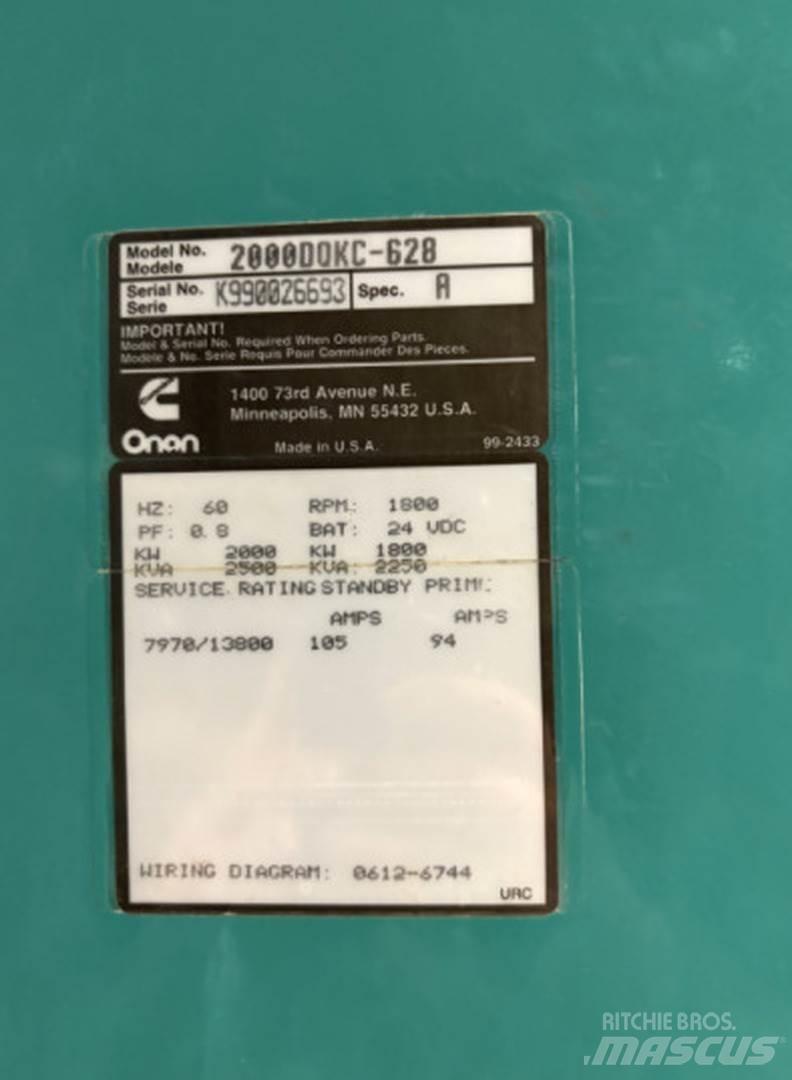 Model No. 2000DQKC-628
Modele
Serial No. K990026693 Spec. A
Serie
IMPORTANT!
Model & Serial No. Required When Ordering Parts.
Modele & No. Serie Requis Pour Commander Des Pieces.
1400 73rd Avenue N.E.
Minneapolis, MN 55432 U.S.A.
Onan Made in U.S.A. 99-2433
HZ: 60 RPM: 1800
PF: 0.8 BAT: 24 VDC
KW 2000 KW 1800
KVA 2500 KVA: 2250
SERVICE RATING STANDBY PRIME
AMPS AMPS
7970/13800 105 94
WIRING DIAGRAM: 0612-6744
URC
RITCHIE BROS.
MASCUS